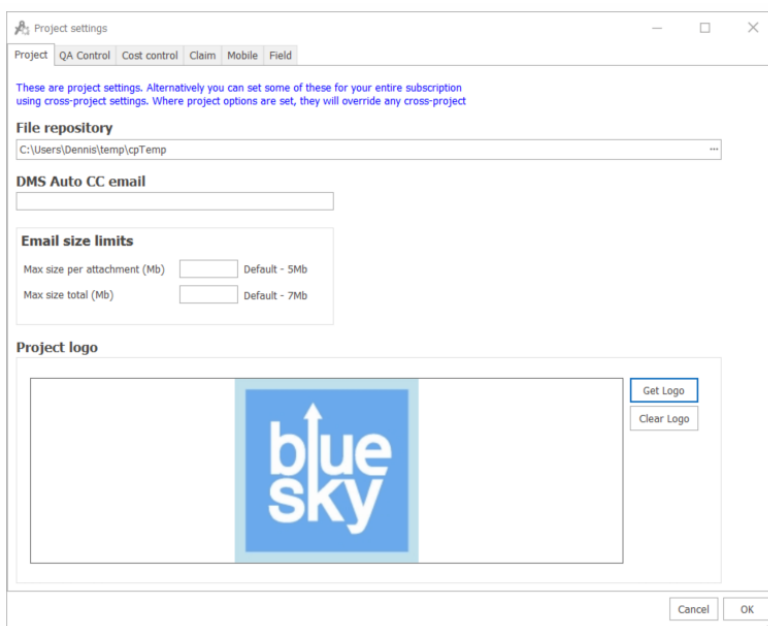 Project settings
Project QA Control Cost control Claim Mobile Field
These are project settings. Alternatively you can set some of these for your entire subscription
using cross-project settings. Where project options are set, they will override any cross-project
File repository
C:\Users\Dennis\temp\cpTemp ...
DMS Auto CC email
Email size limits
Max size per attachment (Mb) Default - 5Mb
Max size total (Mb) Default - 7Mb
Project logo
blue
sky
Get Logo
Clear Logo
Cancel OK